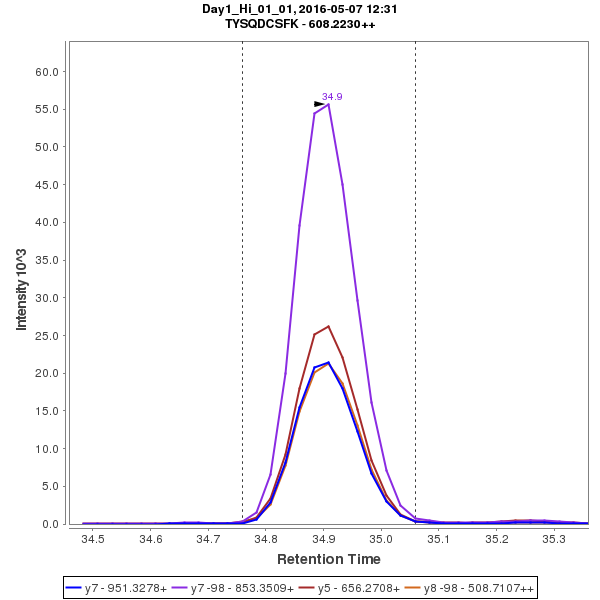 Day1_Hi_01_01, 2016-05-07 12:31
TYSQDCSFK - 608.2230++
60.0
55.0
50.0
45.0
40.0
35.0
30.0
25.0
20.0
15.0
10.0
5.0
0.0
Intensity 10^3
34.9
34.5 34.6 34.7 34.8 34.9 35.0 35.1 35.2 35.3
Retention Time
y7 - 951.3278+ y7 -98 - 853.3509+ y5 - 656.2708+ y8 -98 - 508.7107++